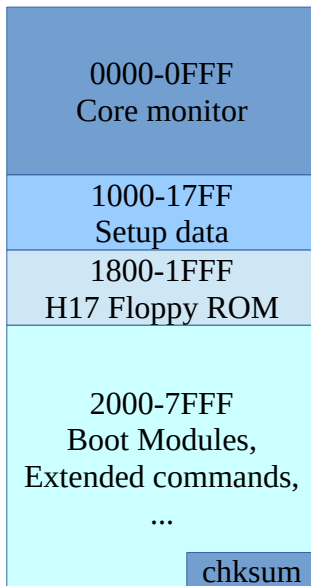 0000-0FFF
Core monitor
1000-17FF
Setup data
1800-1FFF
H17 Floppy ROM
2000-7FFF
Boot Modules,
Extended commands,
...
chksum